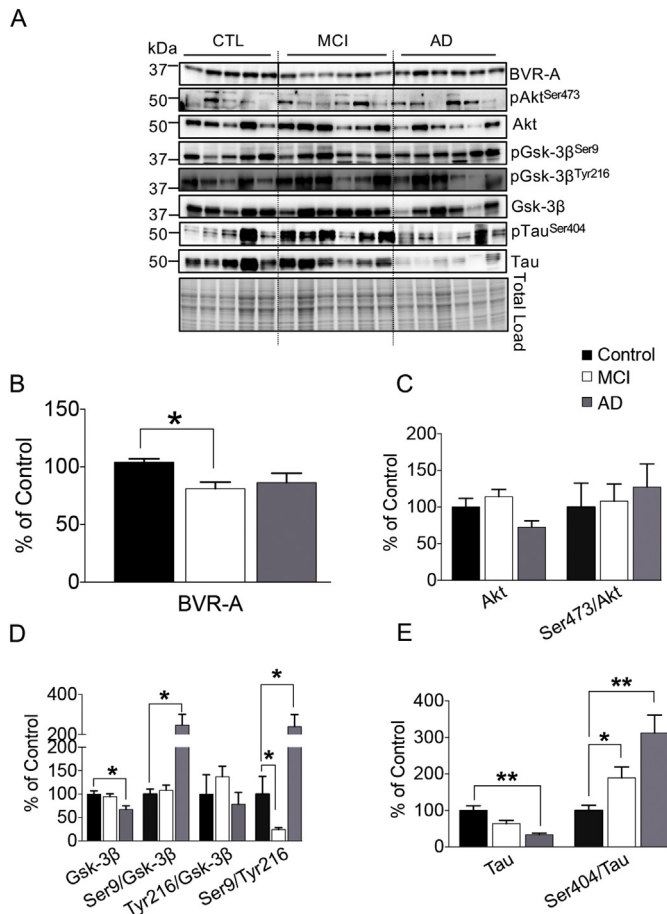 A
kDa CTL MCI AD
37 BVR-A
50 pAktSer473
50 Akt
37 pGsk-3βSer9
37 pGsk-3βTyr216
37 Gsk-3β
50 pTauSer404
50 Tau
Total Load
Control
MCI
AD
B
% of Control
150
*
100
50
0
BVR-A
C
% of Control
200
150
100
50
0
Akt Ser473/Akt
D
% of Control
400
300
200
*
*
200
150
*
*
100
50
0
Gsk-3β Ser9/Gsk-3β Tyr216/Gsk-3β Ser9/Tyr216
E
% of Control
400
**
300
*
200
**
100
0
Tau Ser404/Tau